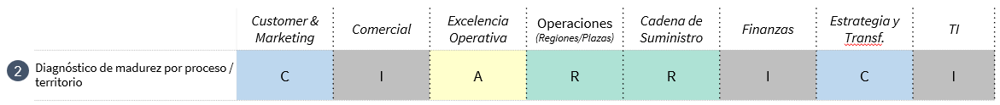 Customer &
Marketing
Comercial
Excelencia
Operativa
Operaciones
(Regiones/Plazas)
Cadena de
Suministro
Finanzas
Estrategia y
Transf.
TI
2
Diagnóstico de madurez por proceso /
territorio
C
I
A
R
R
I
C
I